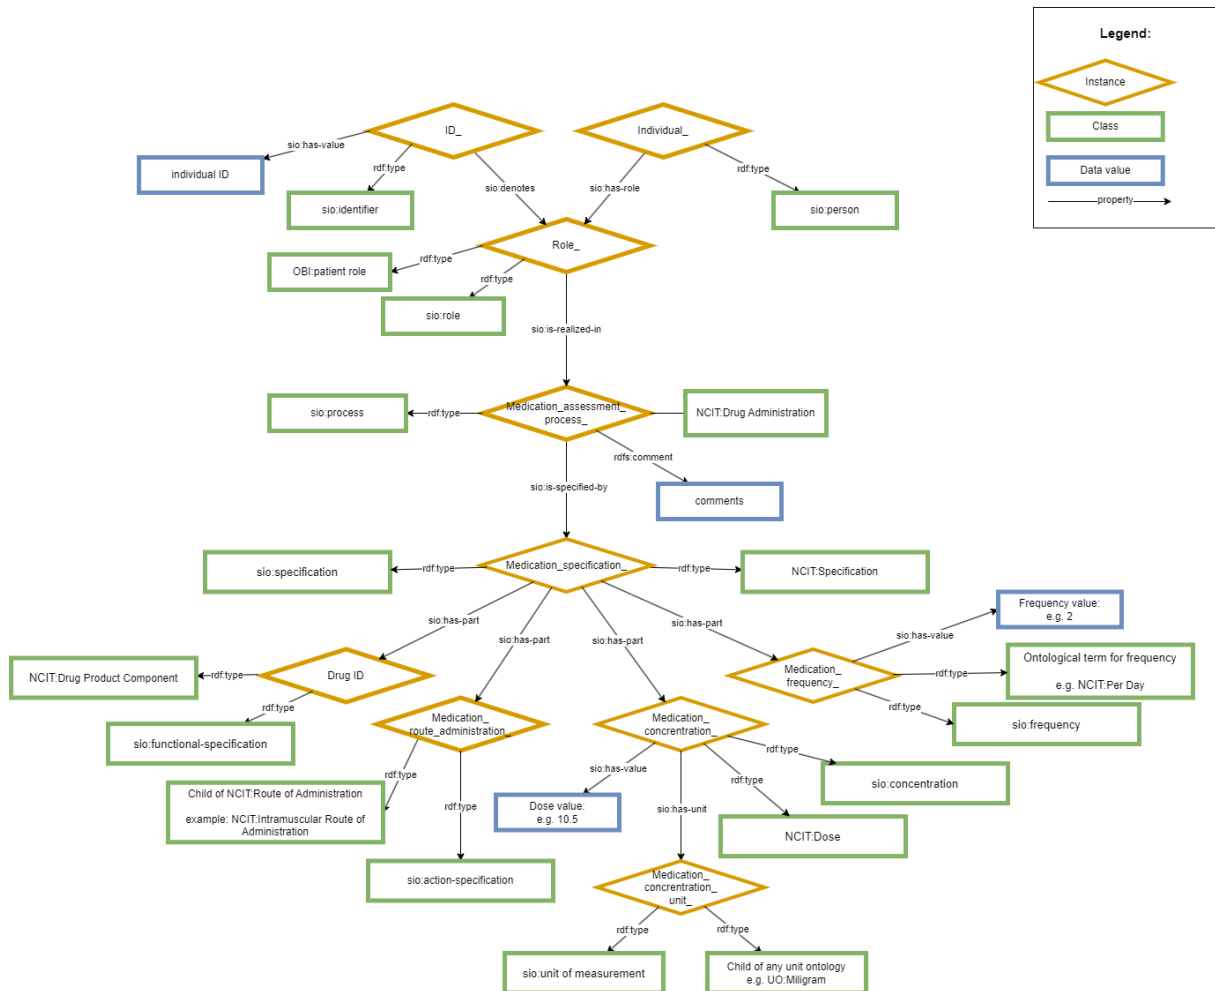 Legend:
Instance
Class
Data value
property
ID_
Individual_
sio:has-value
rdf:type
rdf:type
individual ID
sio:denotes
sio:has-role
sio:identifier
sio:person
Role_
rdf:type
OBI:patient role
rdf:type
sio:role
sio:is-realized-in
Medication_assessment_
process_
sio:process
rdf:type
NCIT:Drug Administration
rdfs:comment
sio:is-specified-by
comments
sio:specification
rdf:type
Medication_specification_
rdf:type
NCIT:Specification
Frequency value:
e.g. 2
sio:has-part
sio:has-part
sio:has-part
sio:has-part
sio:has-value
NCIT:Drug Product Component
rdf:type
Drug ID
Medication_
frequency_
rdf:type
Ontological term for frequency
e.g. NCIT:Per Day
rdf:type
rdf:type
sio:frequency
sio:functional-specification
Medication_
route_administration_
Medication_
concentration_
rdf:type
sio:has-value
rdf:type
rdf:type
sio:concentration
Child of NCIT:Route of Administration
example: NCIT:Intramuscular Route of
Administration
rdf:type
Dose value:
e.g. 10.5
sio:has-unit
NCIT:Dose
sio:action-specification
Medication_
concrentration_
unit_
rdf:type
rdf:type
sio:unit of measurement
Child of any unit ontology
e.g. UO:Miligram